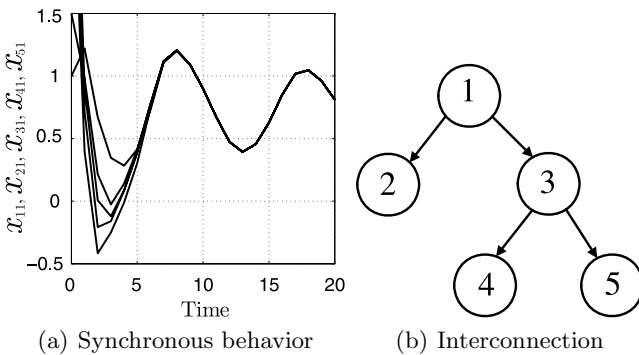 1.5
1
0.5
0
−0.5
x11, x21, x31, x41, x51
0 5 10 15 20
Time
(a) Synchronous behavior
1
2
3
4
5
(b) Interconnection